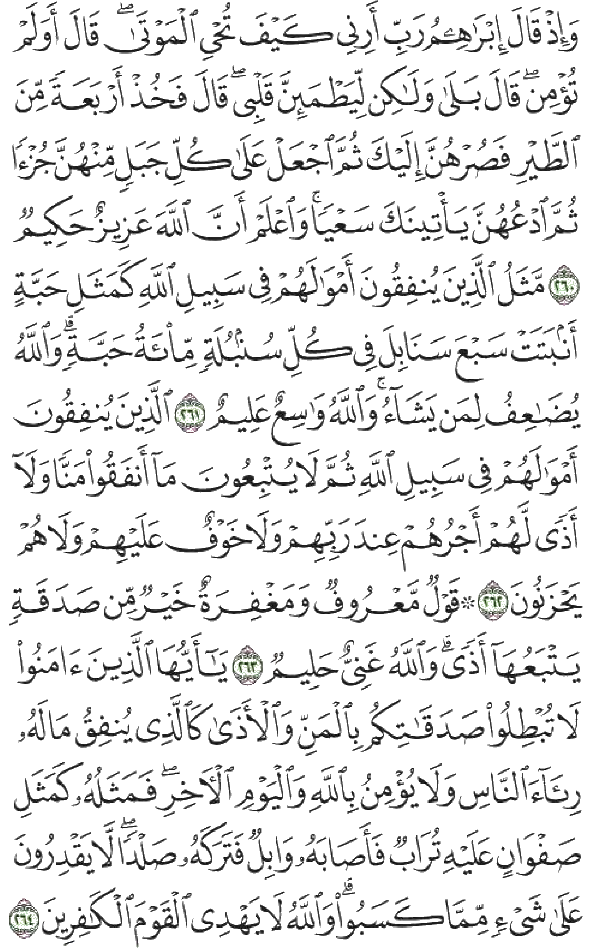 وَإِذۡ قَالَ إِبۡرَٰهِـۧمُ رَبِّ أَرِنِي كَيۡفَ تُحۡيِ ٱلۡمَوۡتَىٰۖ قَالَ أَوَلَمۡ
تُؤۡمِنۖ قَالَ بَلَىٰ وَلَٰكِن لِّيَطۡمَئِنَّ قَلۡبِيۖ قَالَ فَخُذۡ أَرۡبَعَةٗ مِّنَ
ٱلطَّيۡرِ فَصُرۡهُنَّ إِلَيۡكَ ثُمَّ ٱجۡعَلۡ عَلَىٰ كُلِّ جَبَلٖ مِّنۡهُنَّ جُزۡءٗا
ثُمَّ ٱدۡعُهُنَّ يَأۡتِينَكَ سَعۡيٗاۚ وَٱعۡلَمۡ أَنَّ ٱللَّهَ عَزِيزٌ حَكِيمٞ
٢٦٠ مَّثَلُ ٱلَّذِينَ يُنفِقُونَ أَمۡوَٰلَهُمۡ فِي سَبِيلِ ٱللَّهِ كَمَثَلِ حَبَّةٍ
أَنۢبَتَتۡ سَبۡعَ سَنَابِلَ فِي كُلِّ سُنۢبُلَةٖ مِّاْئَةُ حَبَّةٖۗ وَٱللَّهُ
يُضَٰعِفُ لِمَن يَشَآءُۚ وَٱللَّهُ وَٰسِعٌ عَلِيمٌ ٢٦١ ٱلَّذِينَ يُنفِقُونَ
أَمۡوَٰلَهُمۡ فِي سَبِيلِ ٱللَّهِ ثُمَّ لَا يُتۡبِعُونَ مَآ أَنفَقُواْ مَنّٗا وَلَآ
أَذٗى لَّهُمۡ أَجۡرُهُمۡ عِندَ رَبِّهِمۡ وَلَا خَوۡفٌ عَلَيۡهِمۡ وَلَا هُمۡ
يَحۡزَنُونَ ٢٦٢ ۞ قَوۡلٞ مَّعۡرُوفٞ وَمَغۡفِرَةٌ خَيۡرٞ مِّن صَدَقَةٖ
يَتۡبَعُهَآ أَذٗىۗ وَٱللَّهُ غَنِيٌّ حَلِيمٞ ٢٦٣ يَٰٓأَيُّهَا ٱلَّذِينَ ءَامَنُواْ
لَا تُبۡطِلُواْ صَدَقَٰتِكُم بِٱلۡمَنِّ وَٱلۡأَذَىٰ كَٱلَّذِي يُنفِقُ مَالَهُۥ
رِئَآءَ ٱلنَّاسِ وَلَا يُؤۡمِنُ بِٱللَّهِ وَٱلۡيَوۡمِ ٱلۡأٓخِرِۖ فَمَثَلُهُۥ كَمَثَلِ
صَفۡوَانٍ عَلَيۡهِ تُرَابٞ فَأَصَابَهُۥ وَابِلٞ فَتَرَكَهُۥ صَلۡدٗاۖ لَّا يَقۡدِرُونَ
عَلَىٰ شَيۡءٖ مِّمَّا كَسَبُواْۗ وَٱللَّهُ لَا يَهۡدِي ٱلۡقَوۡمَ ٱلۡكَٰفِرِينَ ٢٦٤